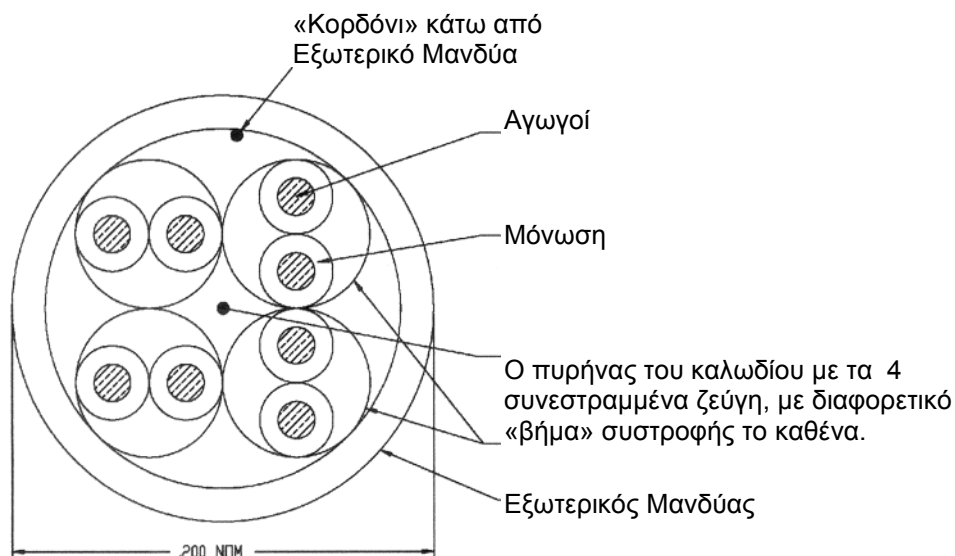 «Κορδόνι» κάτω από
Εξωτερικό Μανδύα
Αγωγοί
Μόνωση
Ο πυρήνας του καλωδίου με τα 4
συνεστραμμένα ζεύγη, με διαφορετικό
«βήμα» συστροφής το καθένα.
Εξωτερικός Μανδύας
.200 ΝΠΜ